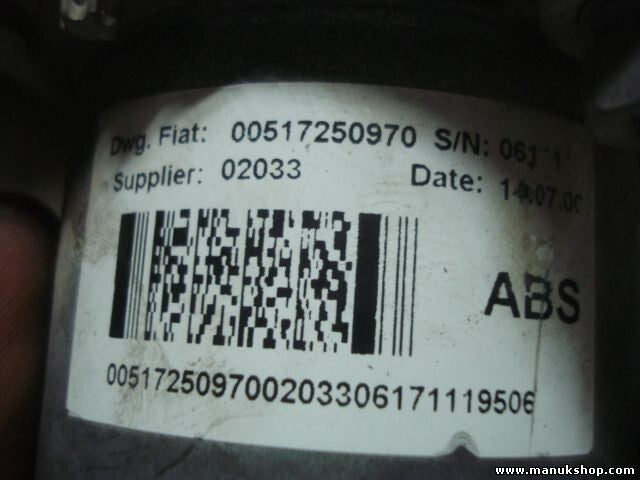 Dwg. Fiat: 00517250970 S/N:
Supplier: 02033 Date:
ABS
005172509700203306171119506
www.manukshop.com